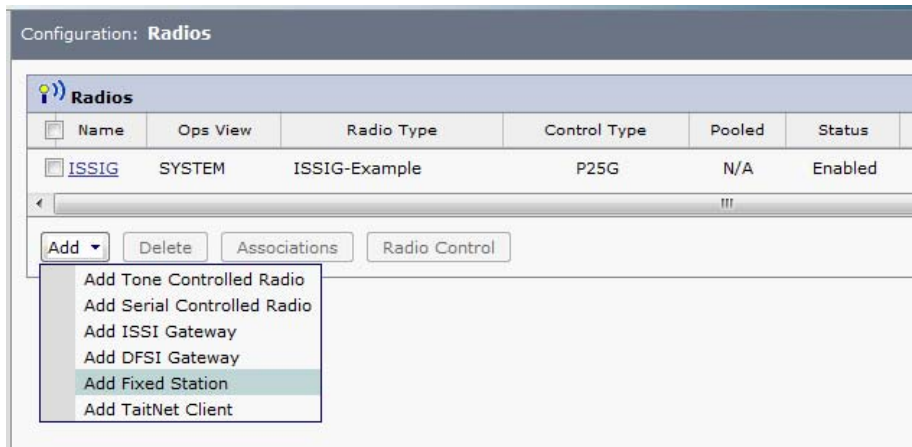 Configuration: Radios
Radios
Name Ops View Radio Type Control Type Pooled Status
ISSIG SYSTEM ISSIG-Example P25G N/A Enabled
Add Delete Associations Radio Control
Add Tone Controlled Radio
Add Serial Controlled Radio
Add ISSI Gateway
Add DFSI Gateway
Add Fixed Station
Add TaitNet Client